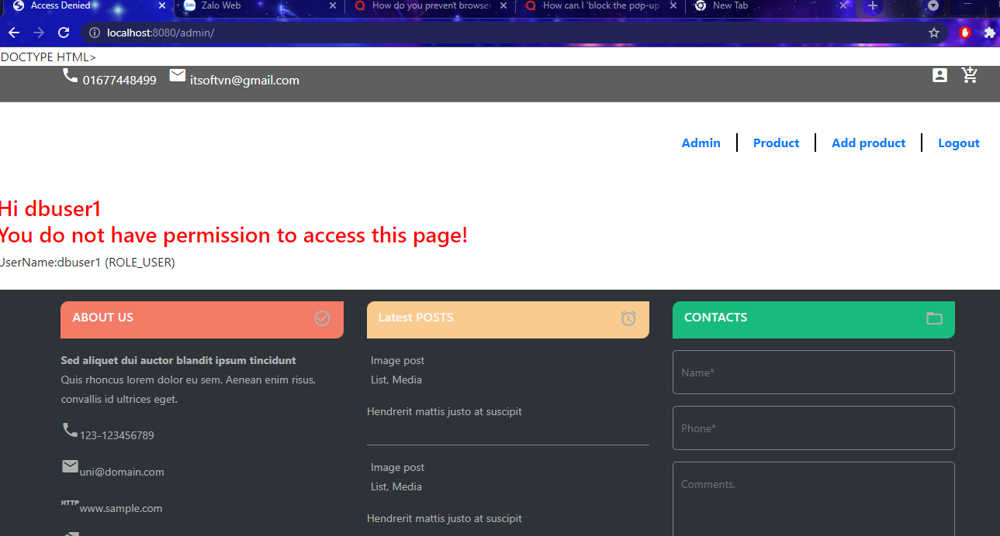 Access Denied
Zalo Web
How do you prevent browser
How can I 'block the pop-up'
New Tab
localhost:8080/admin/
DOCTYPE HTML>
01677448499 itsoftvn@gmail.com
Admin Product Add product Logout
Hi dbuser1
You do not have permission to access this page!
UserName:dbuser1 (ROLE_USER)
ABOUT US
Sed aliquet dui auctor blandit ipsum tincidunt
Quis rhoncus lorem dolor eu sem. Aenean enim risus,
convallis id ultrices eget.
123-123456789
uni@domain.com
HTTP www.sample.com
Latest POSTS
Image post
List, Media
Hendrerit mattis justo at suscipit
Image post
List, Media
Hendrerit mattis justo at suscipit
CONTACTS
Name*
Phone*
Comments.